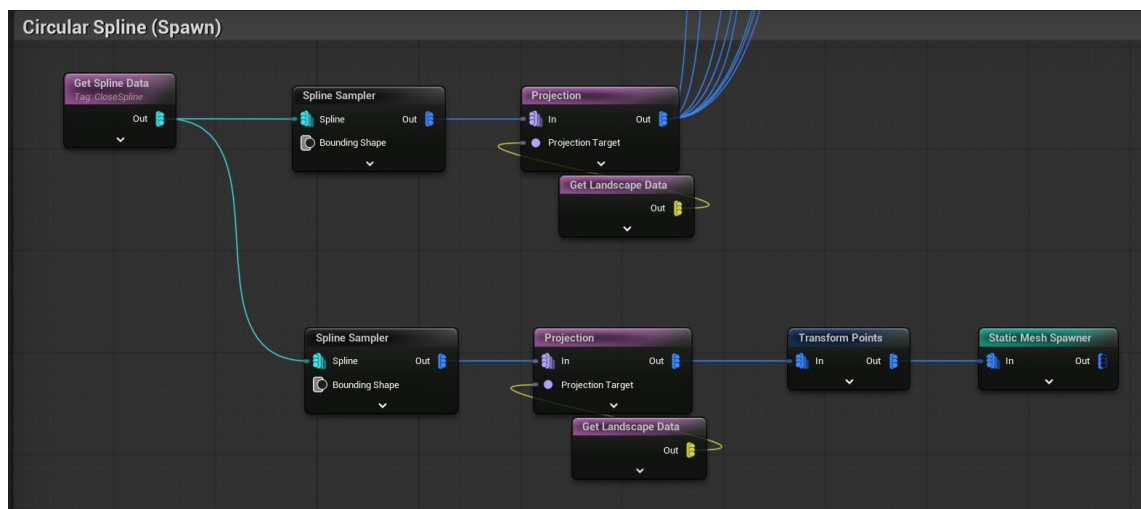 Circular Spline (Spawn)
Get Spline Data
Tag: CloseSpline
Out
Spline Sampler
Spline Out
Bounding Shape
Projection
In Out
Projection Target
Get Landscape Data
Out
Spline Sampler
Spline Out
Bounding Shape
Projection
In Out
Projection Target
Get Landscape Data
Out
Transform Points
In Out
Static Mesh Spawner
In Out